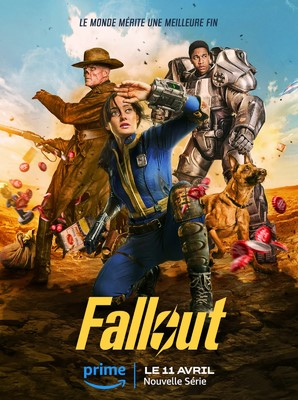 LE MONDE MÉRITE UNE MEILLEURE FIN
Fallout
prime
LE 11 AVRIL
Nouvelle Série